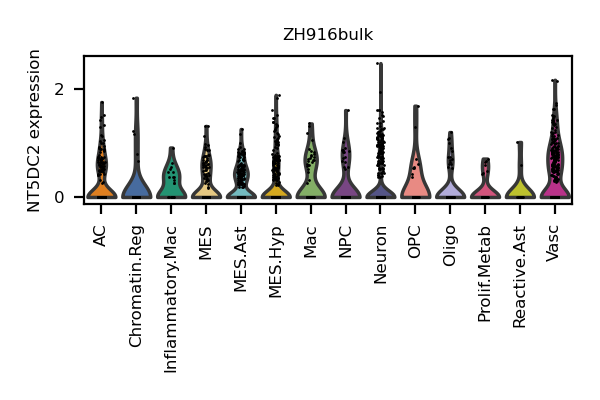 ZH916bulk
NT5DC2 expression
2
0
AC
Chromatin.Reg
Inflammatory.Mac
MES
MES.Ast
MES.Hyp
Mac
NPC
Neuron
OPC
Oligo
Prolif.Metab
Reactive.Ast
Vasc